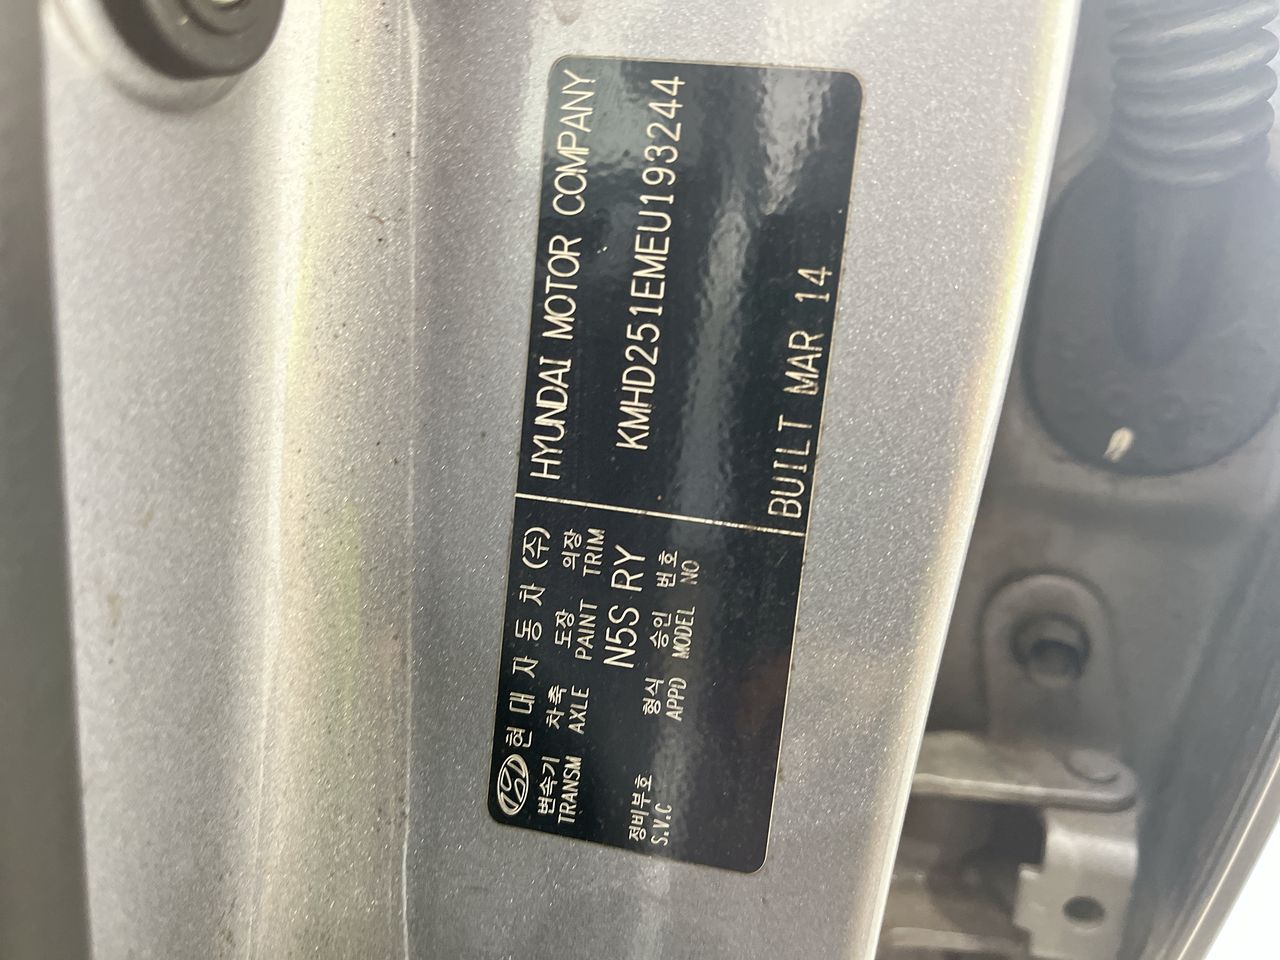 현대자동차(주)
HYUNDAI MOTOR COMPANY
변속기 차축 도장 의장
TRANSM AXLE PAINT TRIM
N5S RY
KMHD251EMEU193244
정비부호 형식 승인 번호
S.V.C APPD MODEL NO
BUILT MAR 14